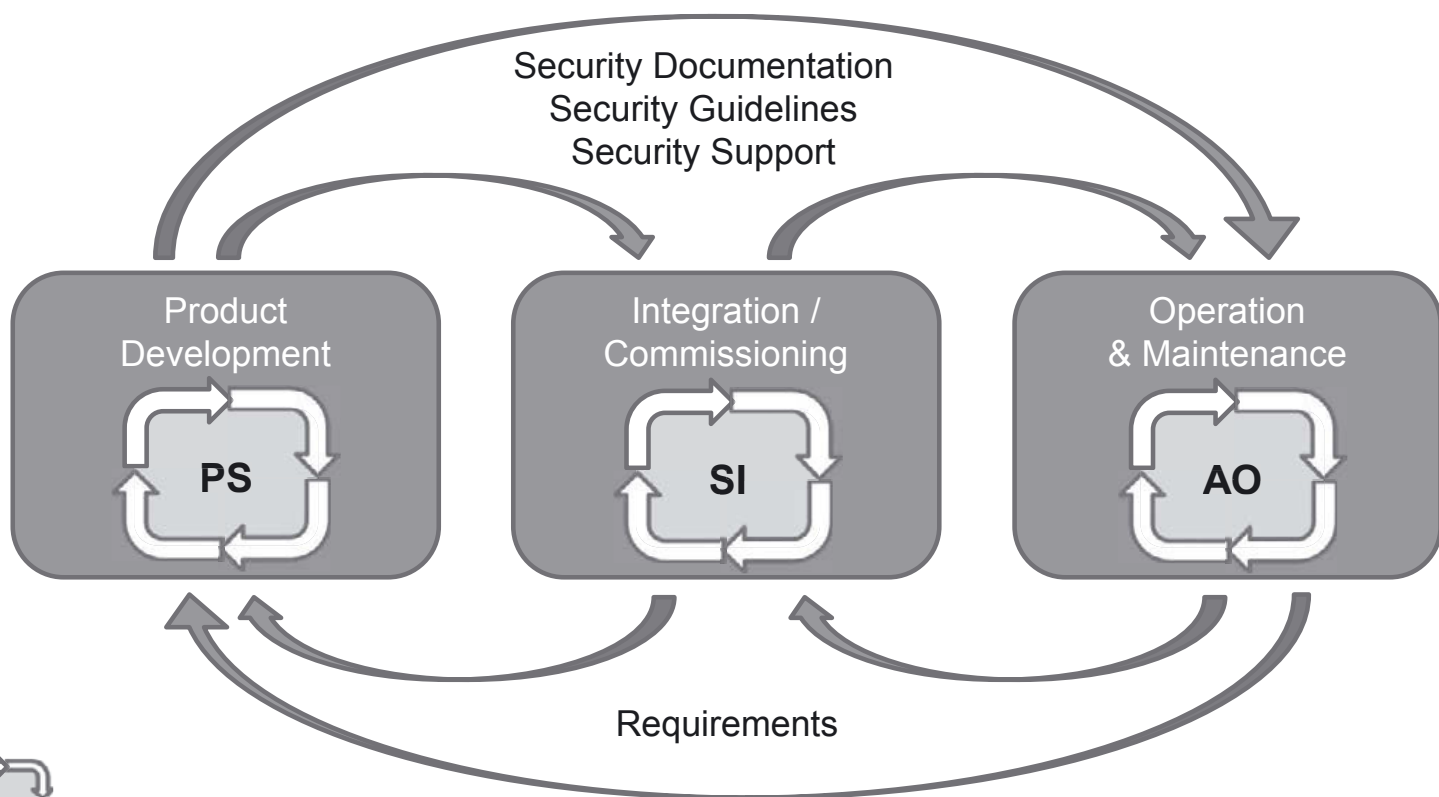 Security Documentation
Security Guidelines
Security Support
Product
Development
PS
Integration /
Commissioning
SI
Operation
& Maintenance
AO
Requirements